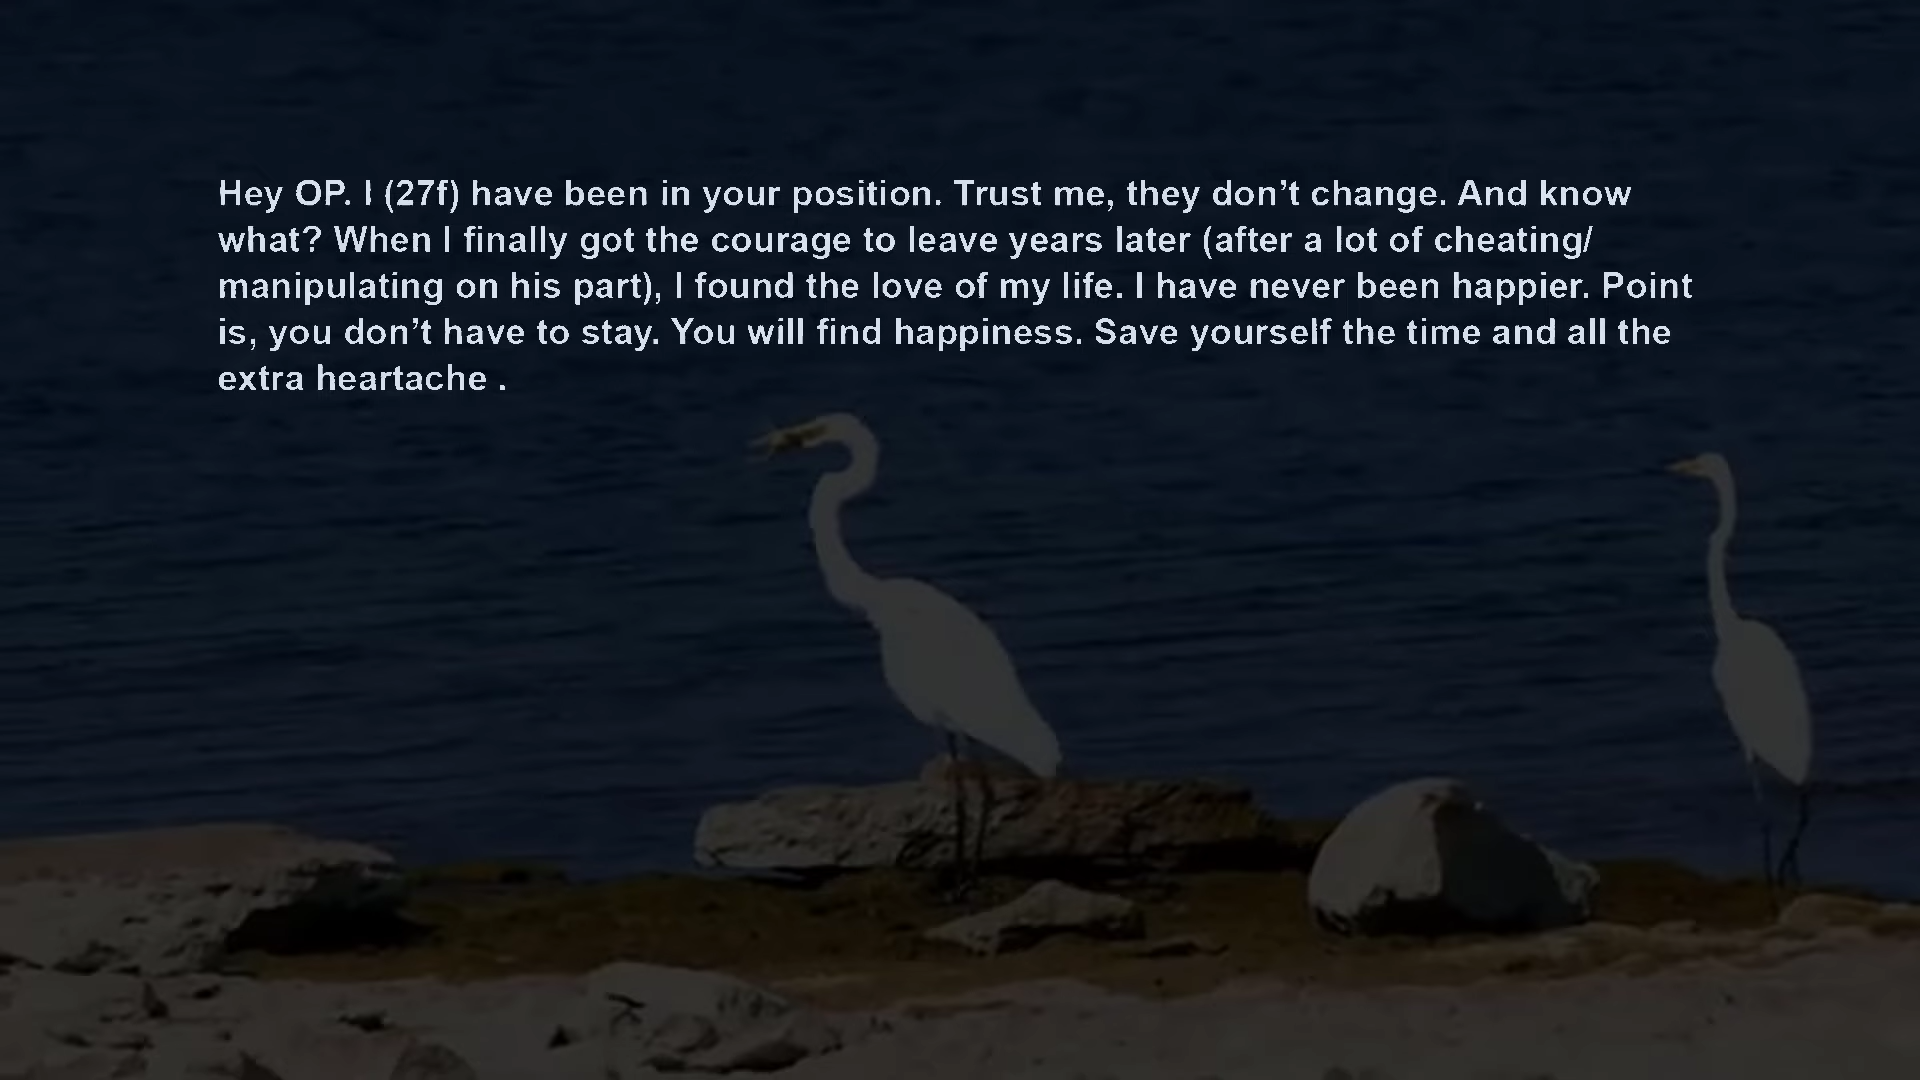 Hey OP. I (27f) have been in your position. Trust me, they don’t change. And know
what? When I finally got the courage to leave years later (after a lot of cheating/
manipulating on his part), I found the love of my life. I have never been happier. Point
is, you don’t have to stay. You will find happiness. Save yourself the time and all the
extra heartache .